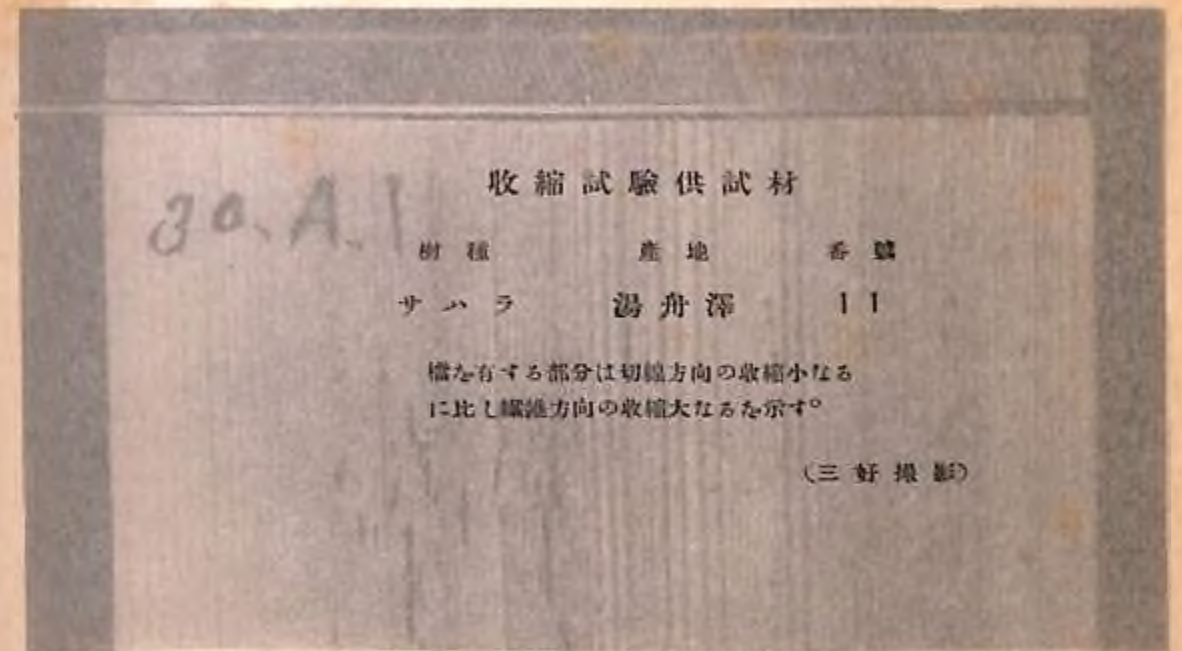 收縮試驗供試材
30.A.1
樹種 產地 番號
サハラ 湯舟澤 11
を有する部分は切線方向の收縮小なる
に比し纖維方向の收縮大なるを示す。
(三好撮影)